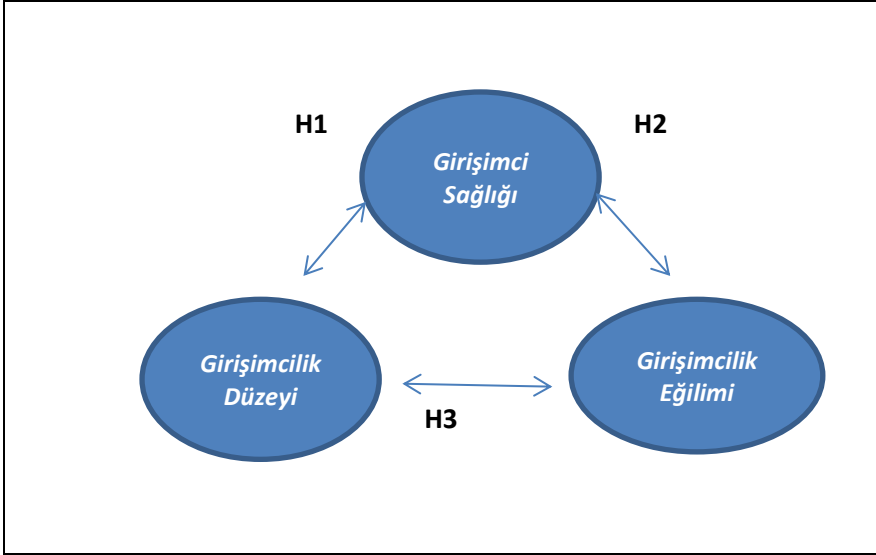 H1
H2
Girişimci
Sağlığı
Girişimcilik
Düzeyi
Girişimcilik
Eğilimi
H3